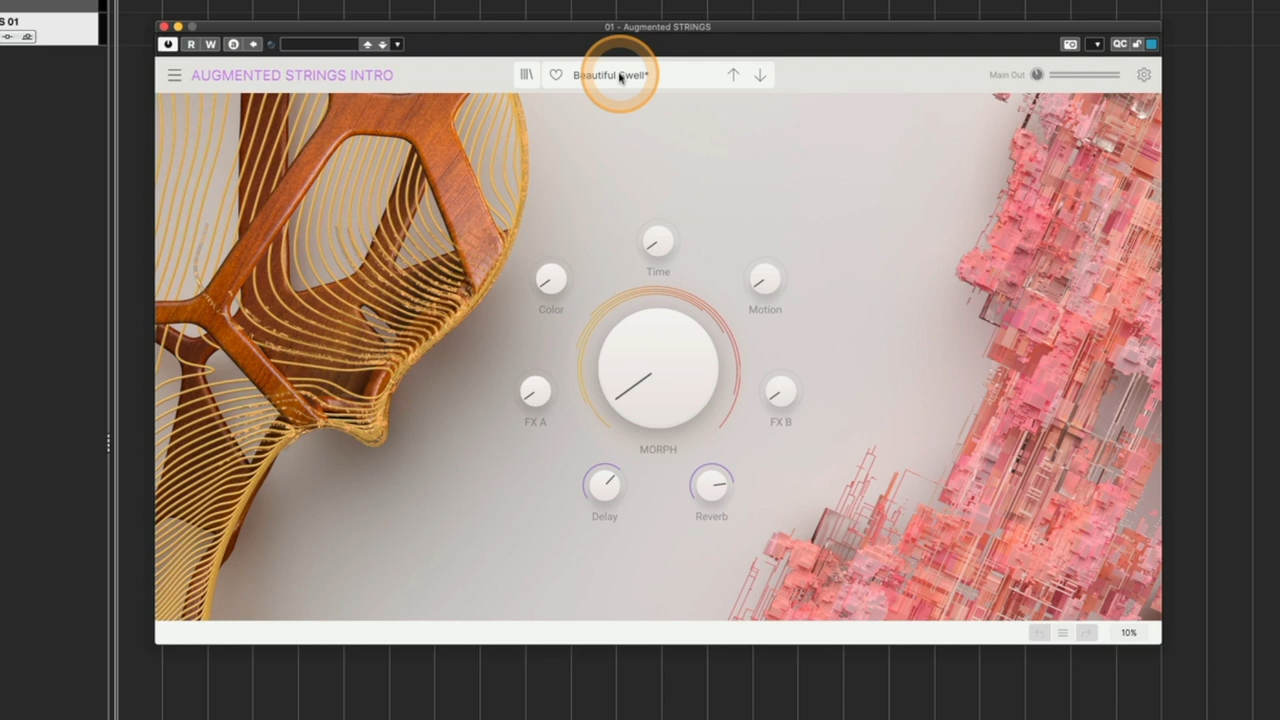 S 01
01 - Augmented STRINGS
R W
QC
AUGMENTED STRINGS INTRO
Beautiful Swell*
Main Out
Time
Color
Motion
FX A
FX B
MORPH
Delay
Reverb
10%